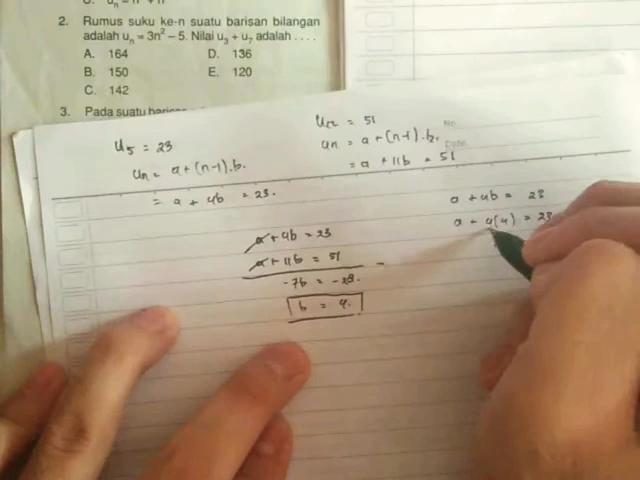 2. Rumus suku ke-n suatu barisan bilangan
adalah uₙ = 3n² – 5. Nilai u₃ + u₇ adalah . . . .
A. 164 D. 136
B. 150 E. 120
C. 142
3. Pada suatu barisan
U₅ = 23
Uₙ = a + (n-1).b.
= a + 4b = 23.
U₁₂ = 51
Uₙ = a + (n-1).b.
= a + 11b = 51
No.
Date.
a + 4b = 23
a + 11b = 51 -
-7b = -28.
b = 4.
a + 4b = 23
a + 4(4) = 23